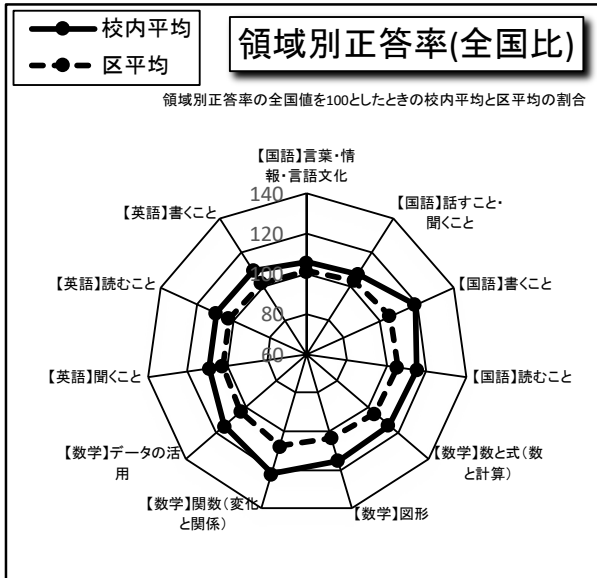 校内平均
区平均
領域別正答率(全国比)
領域別正答率の全国値を100としたときの校内平均と区平均の割合
【国語】言葉・情
報・言語文化
【国語】話すこと・
聞くこと
【国語】書くこと
【国語】読むこと
【数学】数と式(数
と計算)
【数学】図形
【数学】関数(変化
と関係)
【数学】データの活
用
【英語】聞くこと
【英語】読むこと
【英語】書くこと
140
120
100
80
60